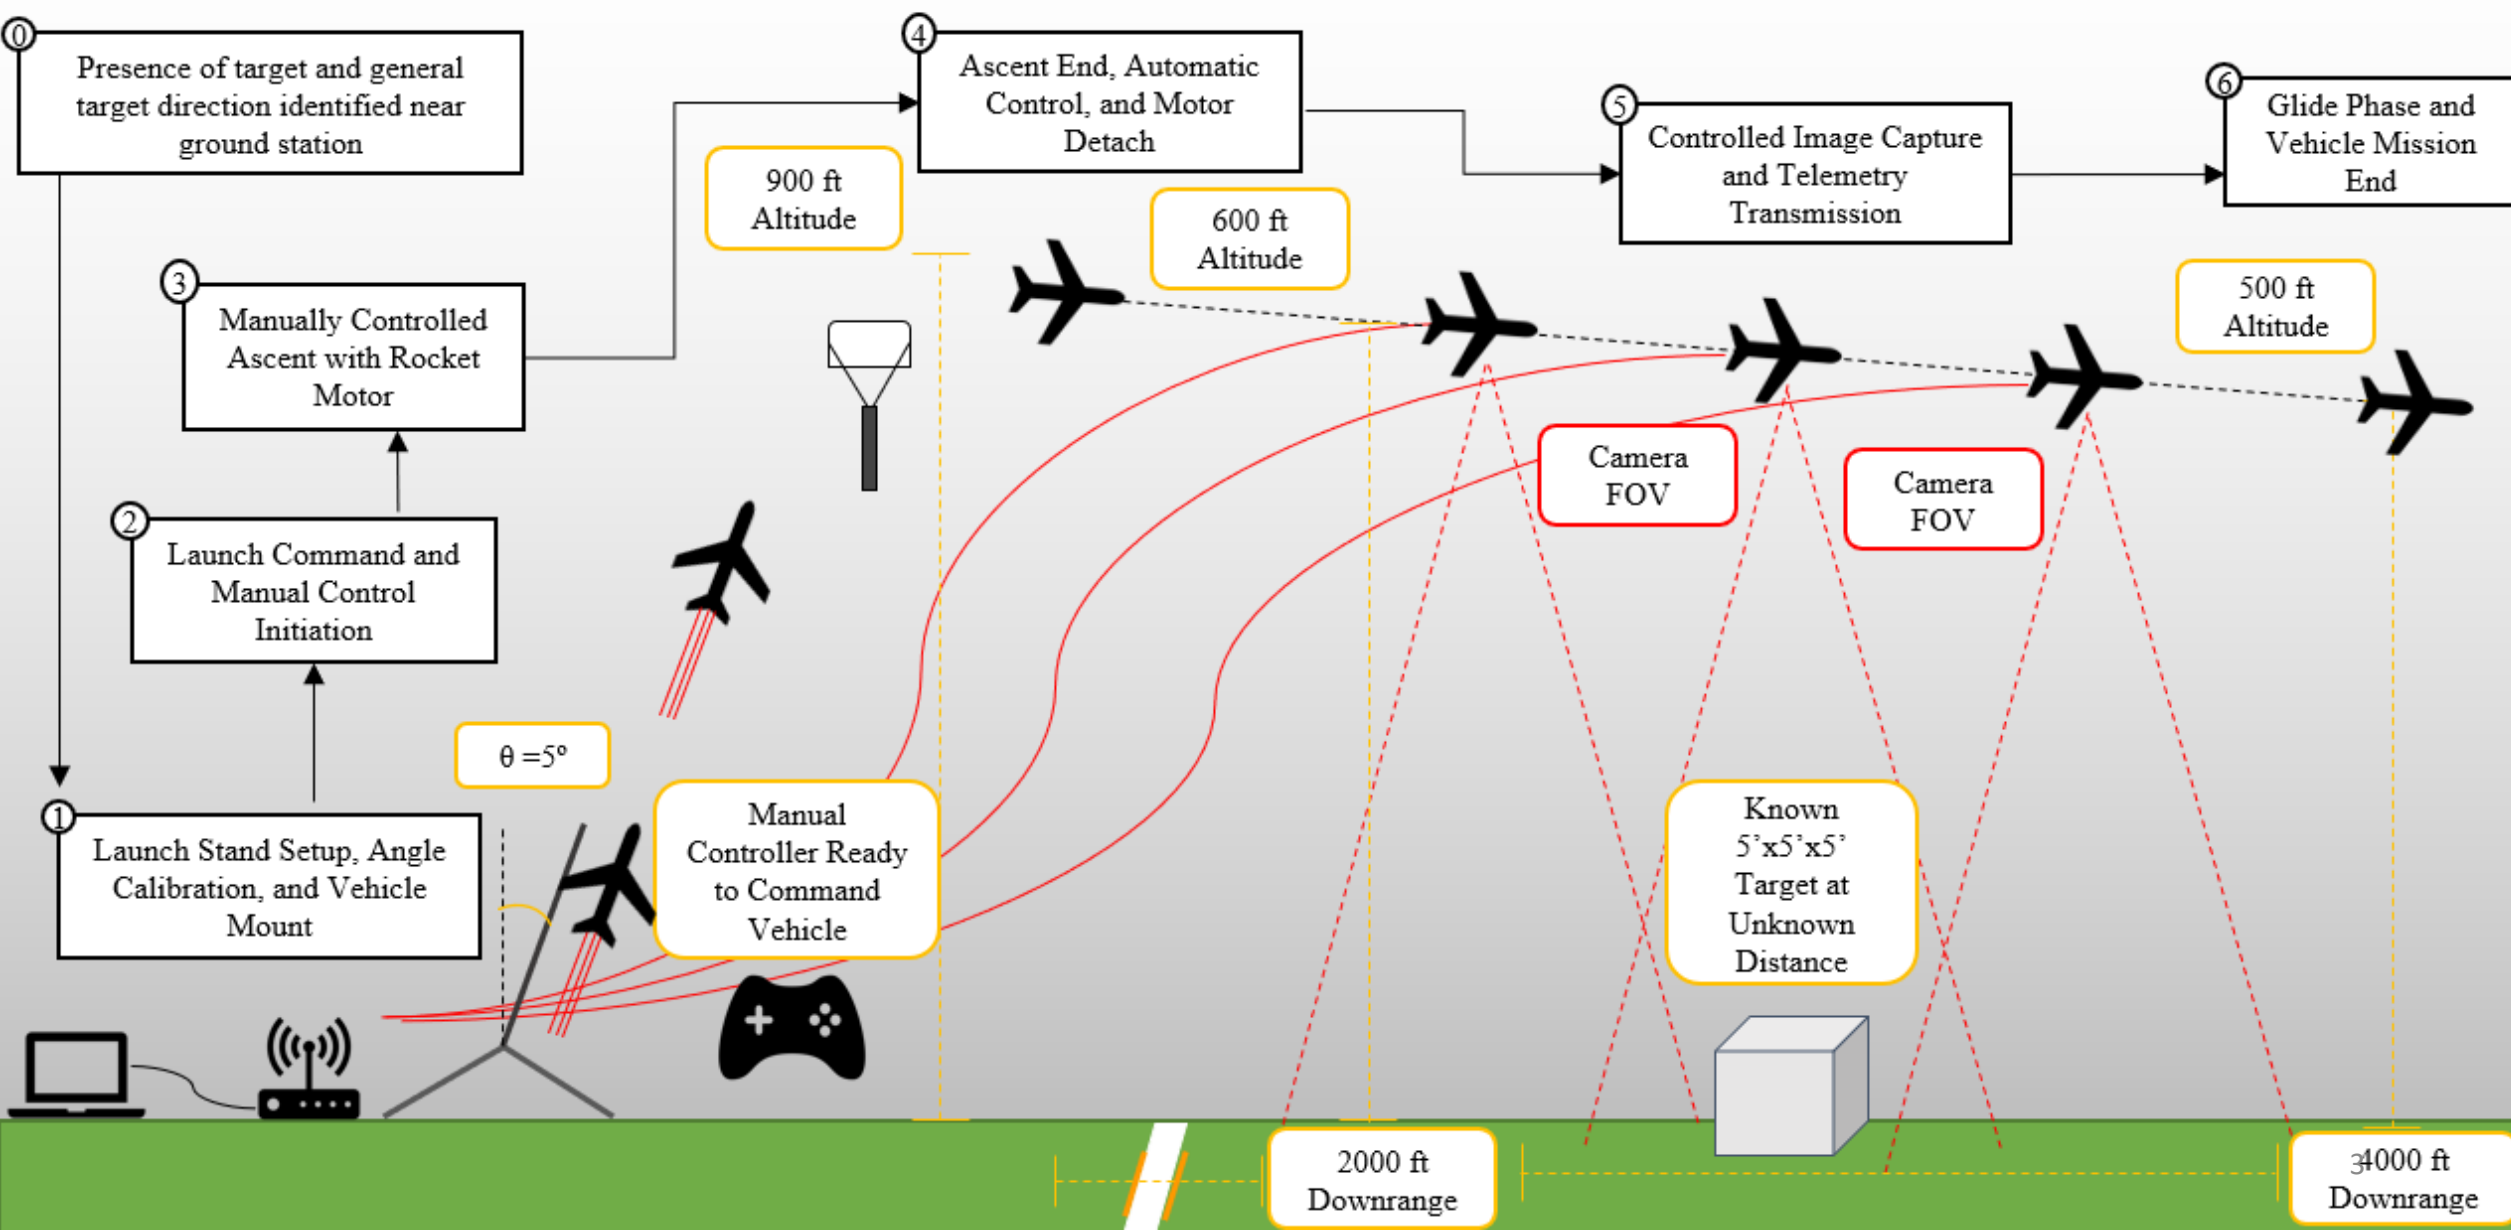 0
Presence of target and general
target direction identified near
ground station
4
Ascent End, Automatic
Control, and Motor
Detach
5
Controlled Image Capture
and Telemetry
Transmission
6
Glide Phase and
Vehicle Mission
End
900 ft
Altitude
600 ft
Altitude
500 ft
Altitude
3
Manually Controlled
Ascent with Rocket
Motor
Camera
FOV
Camera
FOV
2
Launch Command and
Manual Control
Initiation
θ =5º
1
Launch Stand Setup, Angle
Calibration, and Vehicle
Mount
Manual
Controller Ready
to Command
Vehicle
Known
5’x5’x5’
Target at
Unknown
Distance
2000 ft
Downrange
3
4000 ft
Downrange